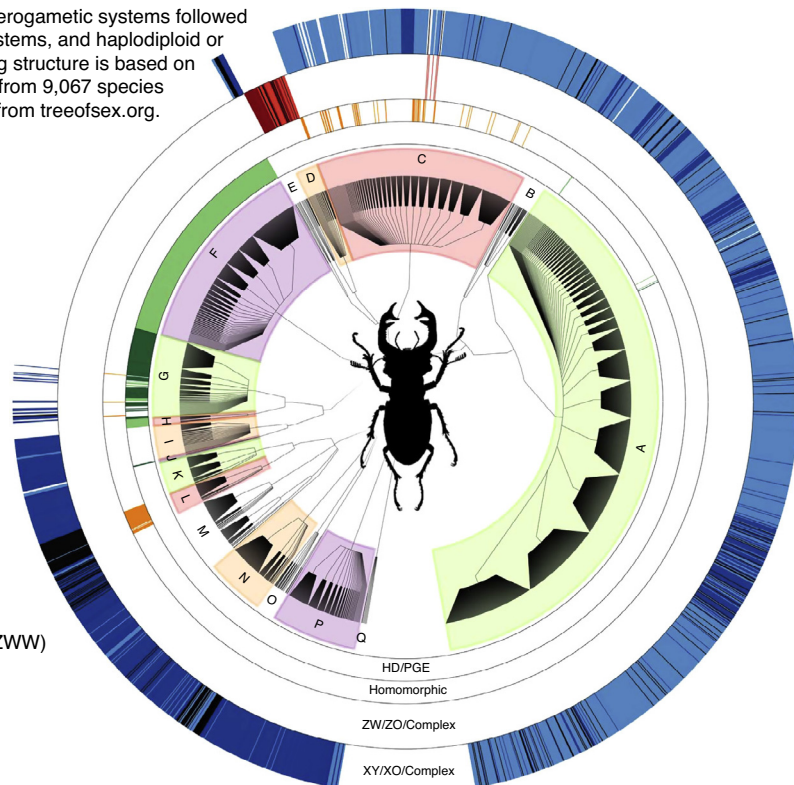 erogametic systems followed
stems, and haplodiploid or
g structure is based on
from 9,067 species
from treeofsex.org.
C
D
B
E
F
G
A
H
I
J
K
L
M
N
O
P
Q
ZWW)
HD/PGE
Homomorphic
ZW/ZO/Complex
XY/XO/Complex